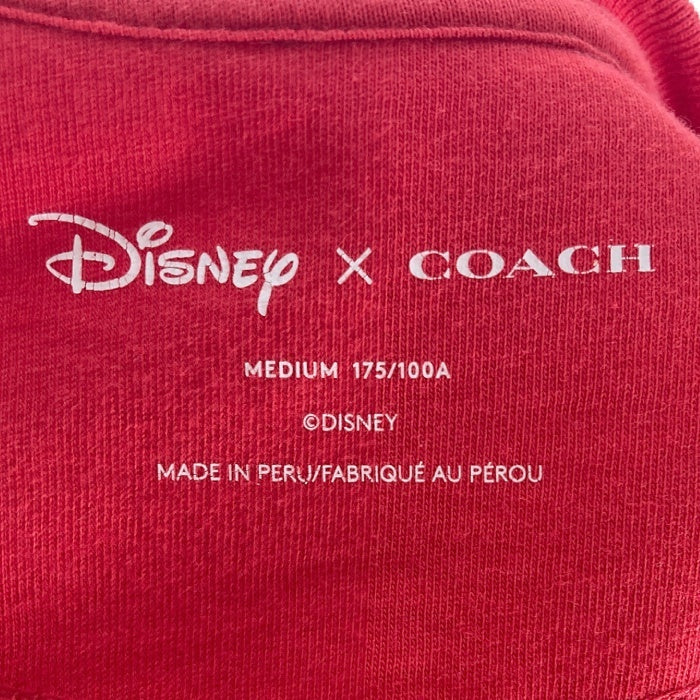 Disney X COACH
MEDIUM 175/100A
©DISNEY
MADE IN PERU/FABRIQUÉ AU PÉROU